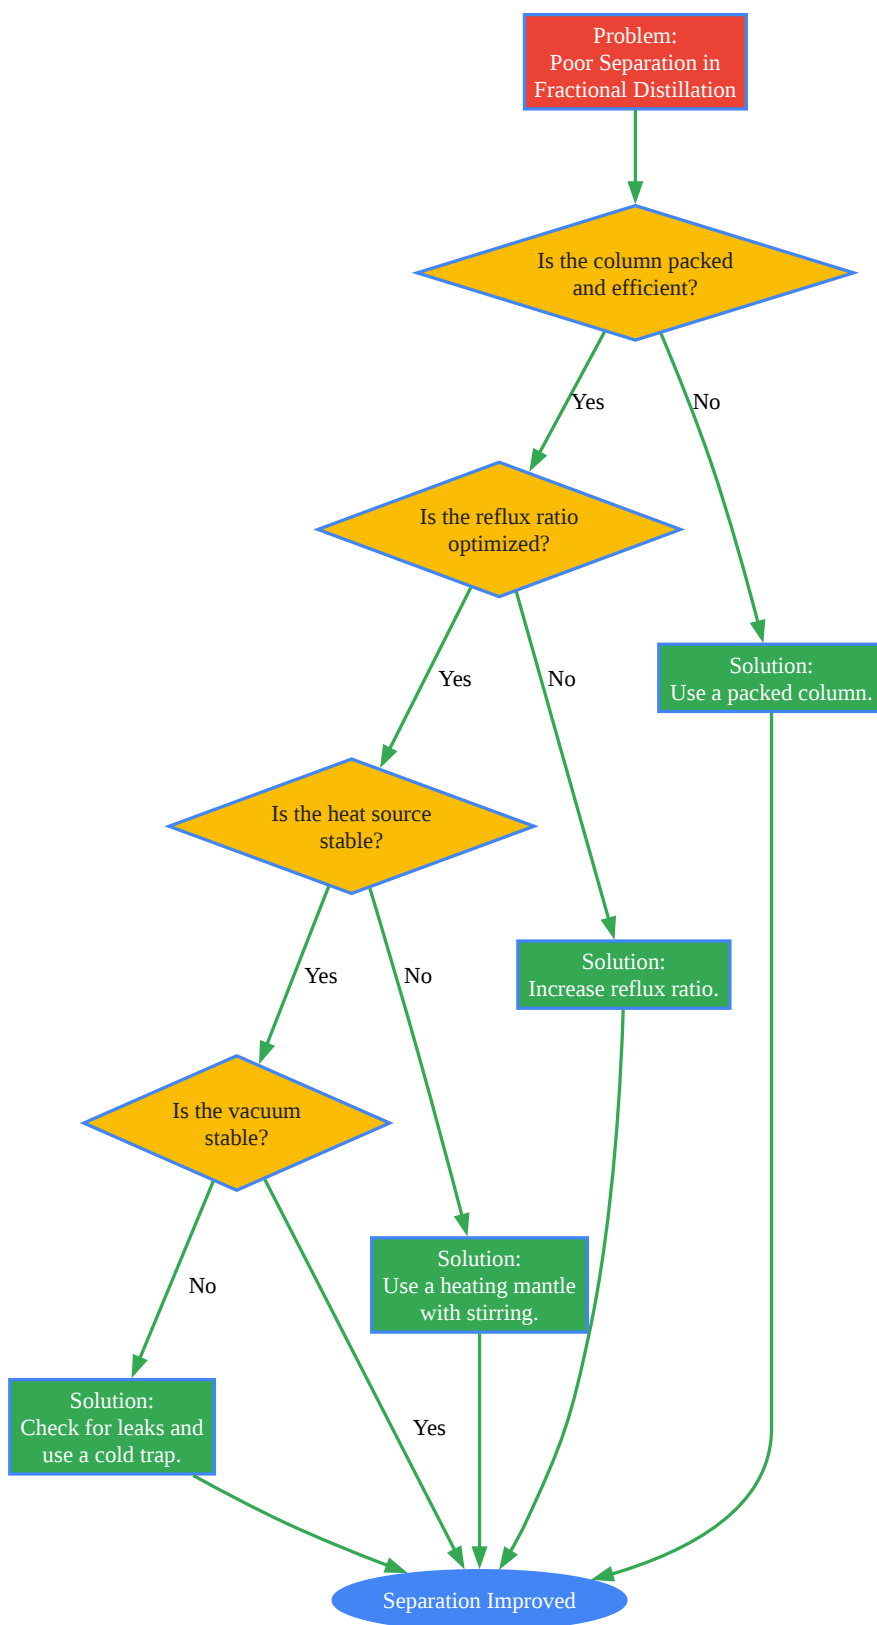 Problem:
Poor Separation in
Fractional Distillation
Is the column packed
and efficient?
Yes
No
Is the reflux ratio
optimized?
Solution:
Use a packed column.
Yes
No
Is the heat source
stable?
Solution:
Increase reflux ratio.
Yes
No
Is the vacuum
stable?
Solution:
Use a heating mantle
with stirring.
No
Yes
Solution:
Check for leaks and
use a cold trap.
Separation Improved